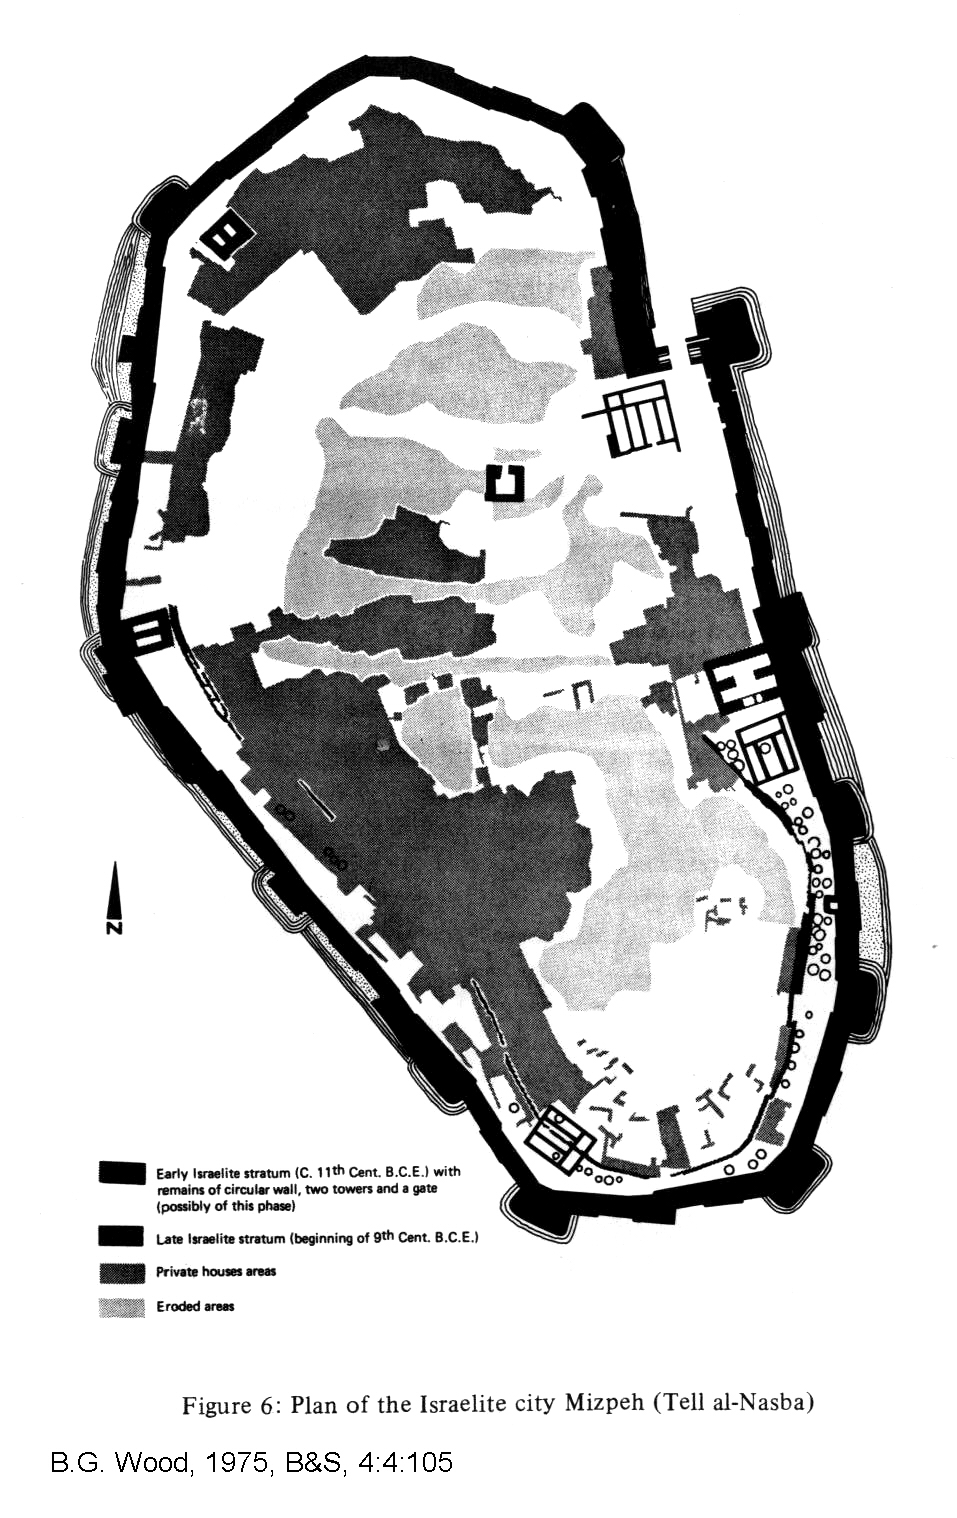 N
Early Israelite stratum (C. 11th Cent. B.C.E.) with
remains of circular wall, two towers and a gate
(possibly of this phase)
Late Israelite stratum (beginning of 9th Cent. B.C.E.)
Private houses areas
Eroded areas
Figure 6: Plan of the Israelite city Mizpeh (Tell al-Nasba)
B.G. Wood, 1975, B&S, 4:4:105